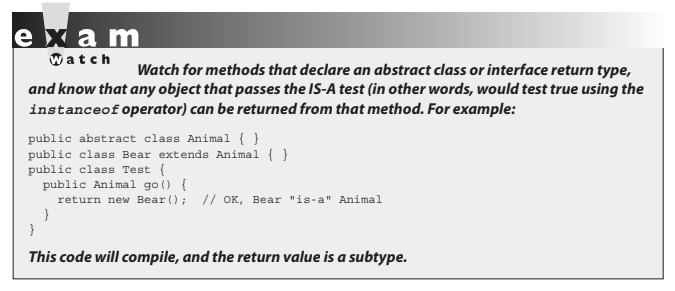 exam
watch
Watch for methods that declare an abstract class or interface return type,
and know that any object that passes the IS-A test (in other words, would test true using the
instanceof operator) can be returned from that method. For example:
public abstract class Animal { }
public class Bear extends Animal { }
public class Test {
  public Animal go() {
    return new Bear();  // OK, Bear "is-a" Animal
  }
}
This code will compile, and the return value is a subtype.